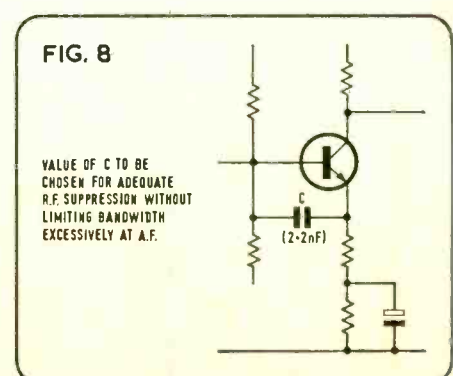 FIG. 8
VALUE OF C TO BE
CHOSEN FOR ADEQUATE
R.F. SUPPRESSION WITHOUT
LIMITING BANDWIDTH
EXCESSIVELY AT A.F.
C
(2·2nF)